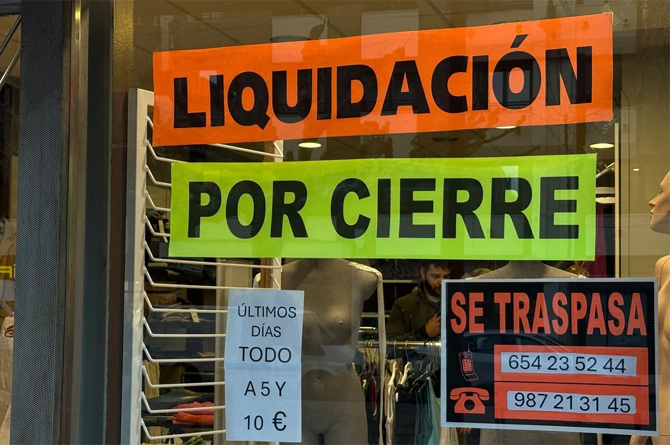 LIQUIDACIÓN
POR CIERRE
ÚLTIMOS
DÍAS
TODO
A 5 Y
10 €
SE TRASPASA
654 23 52 44
987 21 31 45